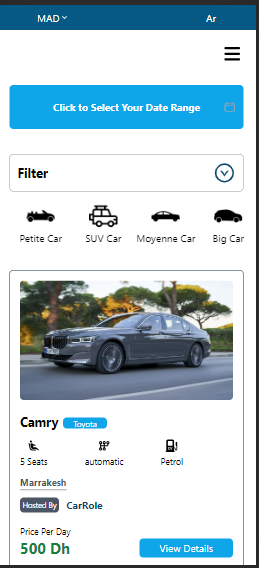 MAD Ar
Click to Select Your Date Range
Filter
Petite Car SUV Car Moyenne Car Big Car
Camry Toyota
5 Seats automatic Petrol
Marrakesh
Hosted By CarRole
Price Per Day
500 Dh View Details